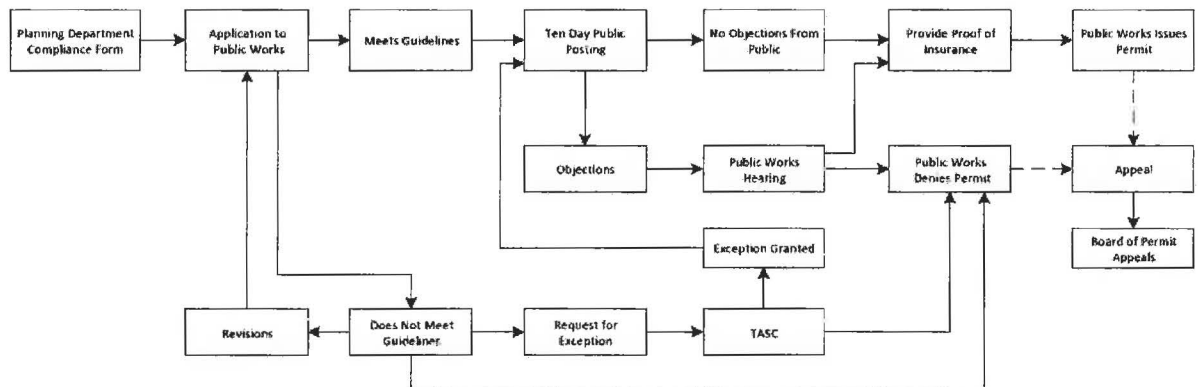 Planning Department
Compliance Form
Application to
Public Works
Meets Guidelines
Ten Day Public
Posting
No Objections From
Public
Provide Proof of
Insurance
Public Works Issues
Permit
Objections
Public Works
Hearing
Public Works
Denies Permit
Appeal
Exception Granted
Board of Permit
Appeals
Revisions
Does Not Meet
Guidelines
Request for
Exception
TASC